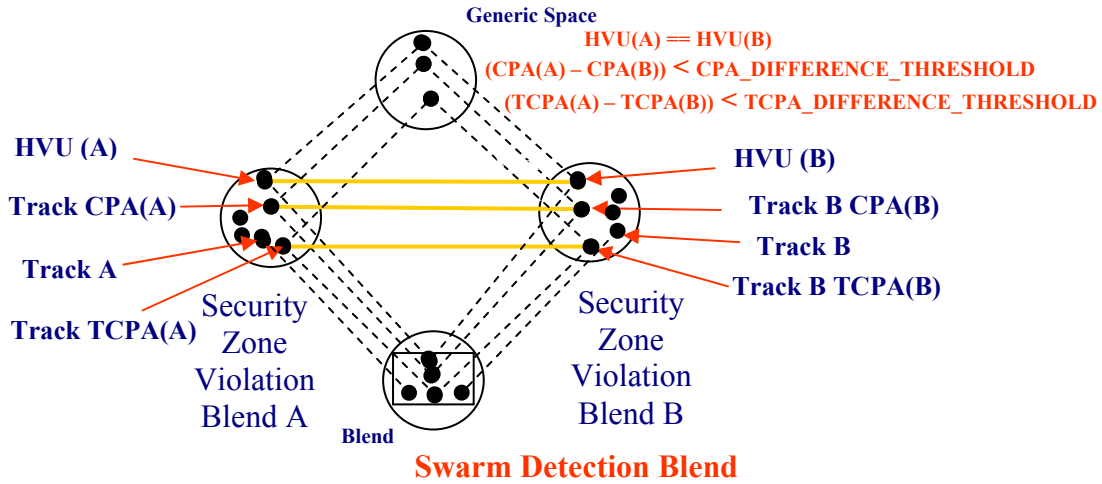 Generic Space
HVU(A) == HVU(B)
(CPA(A) – CPA(B)) < CPA_DIFFERENCE_THRESHOLD
(TCPA(A) – TCPA(B)) < TCPA_DIFFERENCE_THRESHOLD
HVU (A)
Track CPA(A)
Track A
Track TCPA(A)
HVU (B)
Track B CPA(B)
Track B
Track B TCPA(B)
Security
Zone
Violation
Blend A
Security
Zone
Violation
Blend B
Blend
Swarm Detection Blend